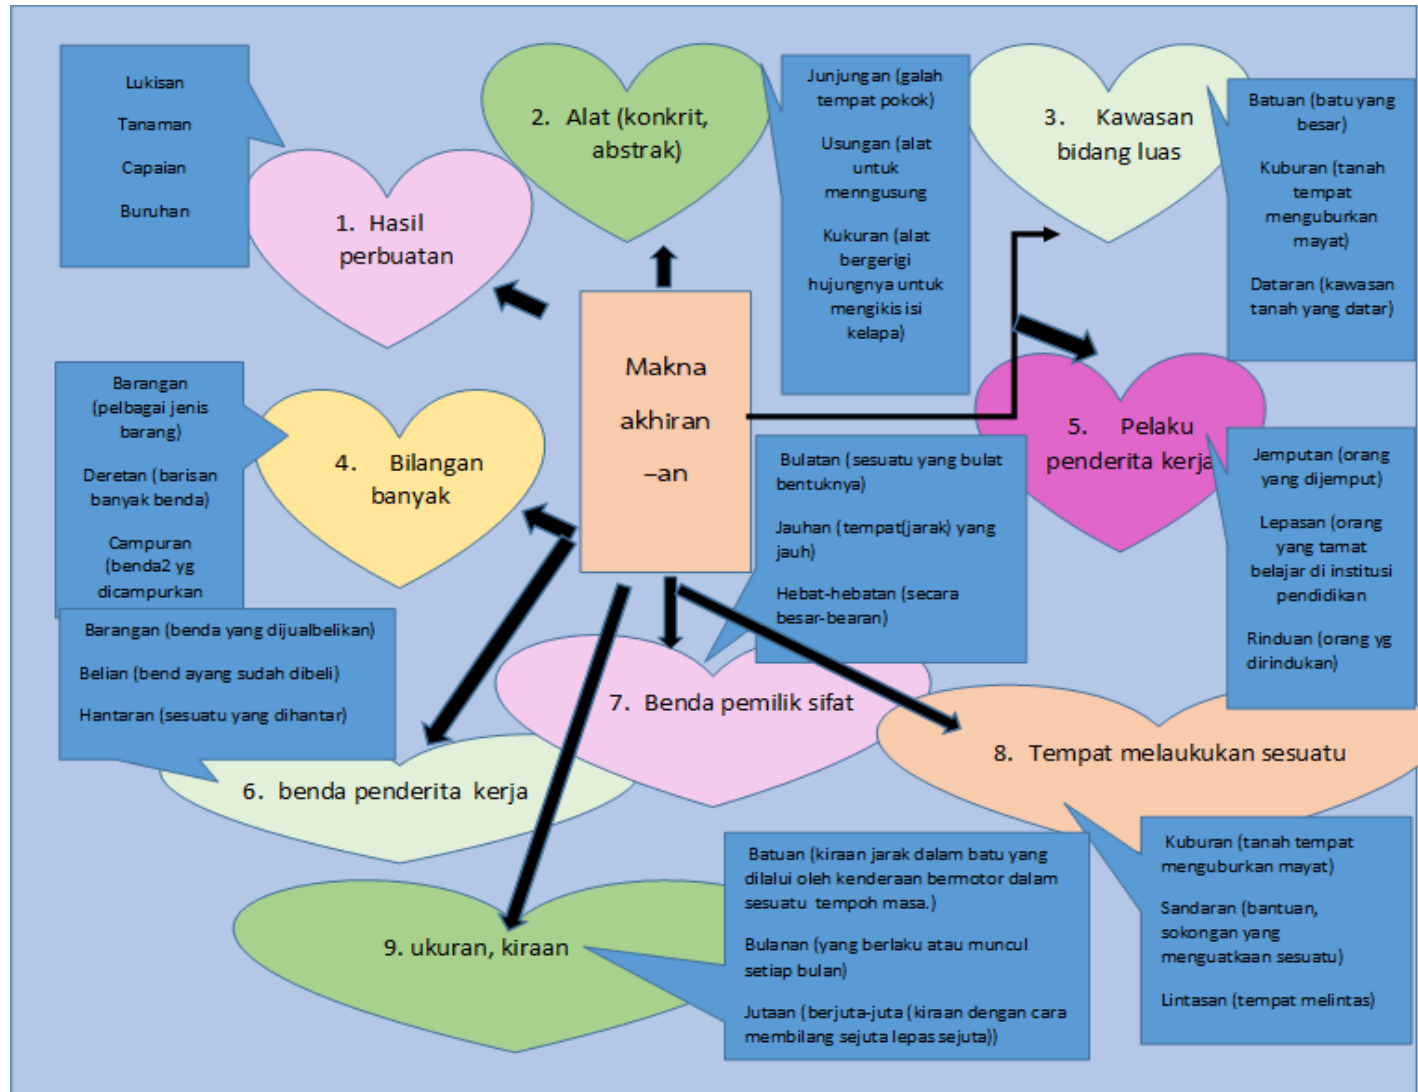 Makna
akhiran
–an
1. Hasil
perbuatan
Lukisan
Tanaman
Capaian
Buruhan
2. Alat (konkrit,
abstrak)
Junjungan (galah
tempat pokok)
Usungan (alat
untuk
menngusung
Kukuran (alat
bergerigi
hujungnya untuk
mengikis isi
kelapa)
3. Kawasan
bidang luas
Batuan (batu yang
besar)
Kuburan (tanah
tempat
menguburkan
mayat)
Dataran (kawasan
tanah yang datar)
4. Bilangan
banyak
Barangan
(pelbagai jenis
barang)
Deretan (barisan
banyak benda)
Campuran
(benda2 yg
dicampurkan
5. Pelaku
penderita kerja
Jemputan (orang
yang dijemput)
Lepasan (orang
yang tamat
belajar di institusi
pendidikan
Rinduan (orang yg
dirindukan)
6. benda penderita kerja
Barangan (benda yang dijualbelikan)
Belian (bend ayang sudah dibeli)
Hantaran (sesuatu yang dihantar)
7. Benda pemilik sifat
Bulatan (sesuatu yang bulat
bentuknya)
Jauhan (tempat(jarak) yang
jauh)
Hebat-hebatan (secara
besar-bearan)
8. Tempat melaukukan sesuatu
Kuburan (tanah tempat
menguburkan mayat)
Sandaran (bantuan,
sokongan yang
menguatkaan sesuatu)
Lintasan (tempat melintas)
9. ukuran, kiraan
Batuan (kiraan jarak dalam batu yang
dilalui oleh kenderaan bermotor dalam
sesuatu tempoh masa.)
Bulanan (yang berlaku atau muncul
setiap bulan)
Jutaan (berjuta-juta (kiraan dengan cara
membilang sejuta lepas sejuta))